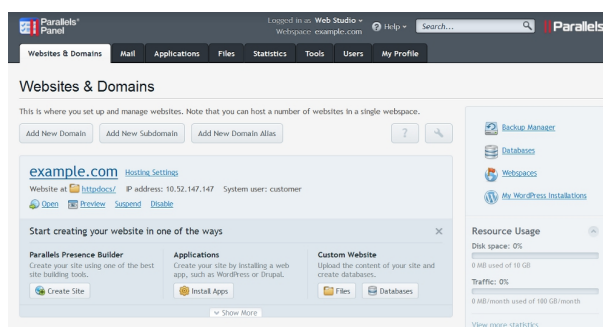 Parallels®
Panel
Logged in as Web Studio
Webspace example.com
Help
Search...
Parallels
Websites & Domains
Mail
Applications
Files
Statistics
Tools
Users
My Profile
Websites & Domains
This is where you set up and manage websites. Note that you can host a number of websites in a single webspace.
Add New Domain
Add New Subdomain
Add New Domain Alias
?
example.com Hosting Settings
Website at httpdocs/ IP address: 10.52.147.147 System user: customer
Open Preview Suspend Disable
Start creating your website in one of the ways
Parallels Presence Builder
Create your site using one of the best
site building tools.
Create Site
Applications
Create your site by installing a web
app, such as WordPress or Drupal.
Install Apps
Custom Website
Upload the content of your site and
create databases.
Files
Databases
Show More
Backup Manager
Databases
Webspaces
My WordPress Installations
Resource Usage
Disk space: 0%
0 MB used of 10 GB
Traffic: 0%
0 MB/month used of 100 GB/month
View more statistics